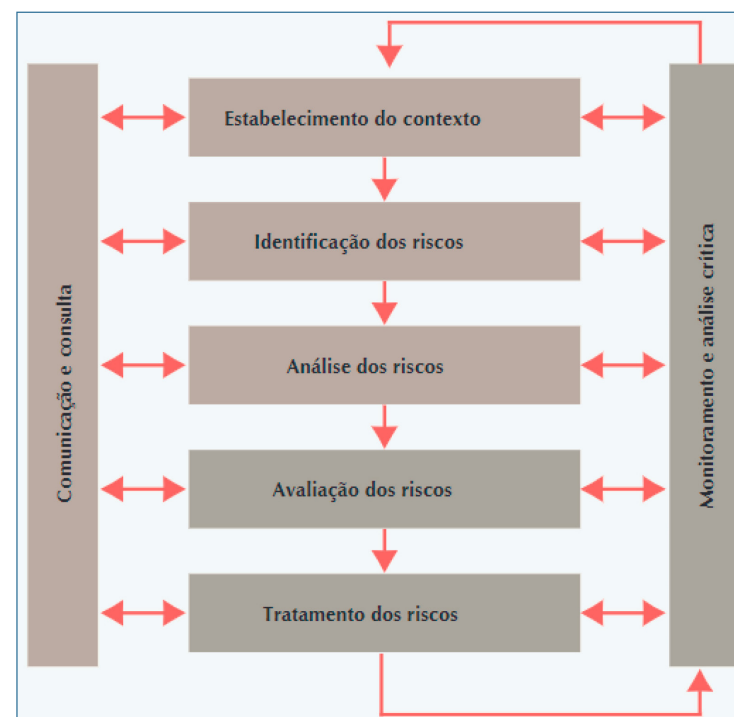 Comunicação e consulta
Estabelecimento do contexto
Identificação dos riscos
Análise dos riscos
Avaliação dos riscos
Tratamento dos riscos
Monitoramento e análise crítica